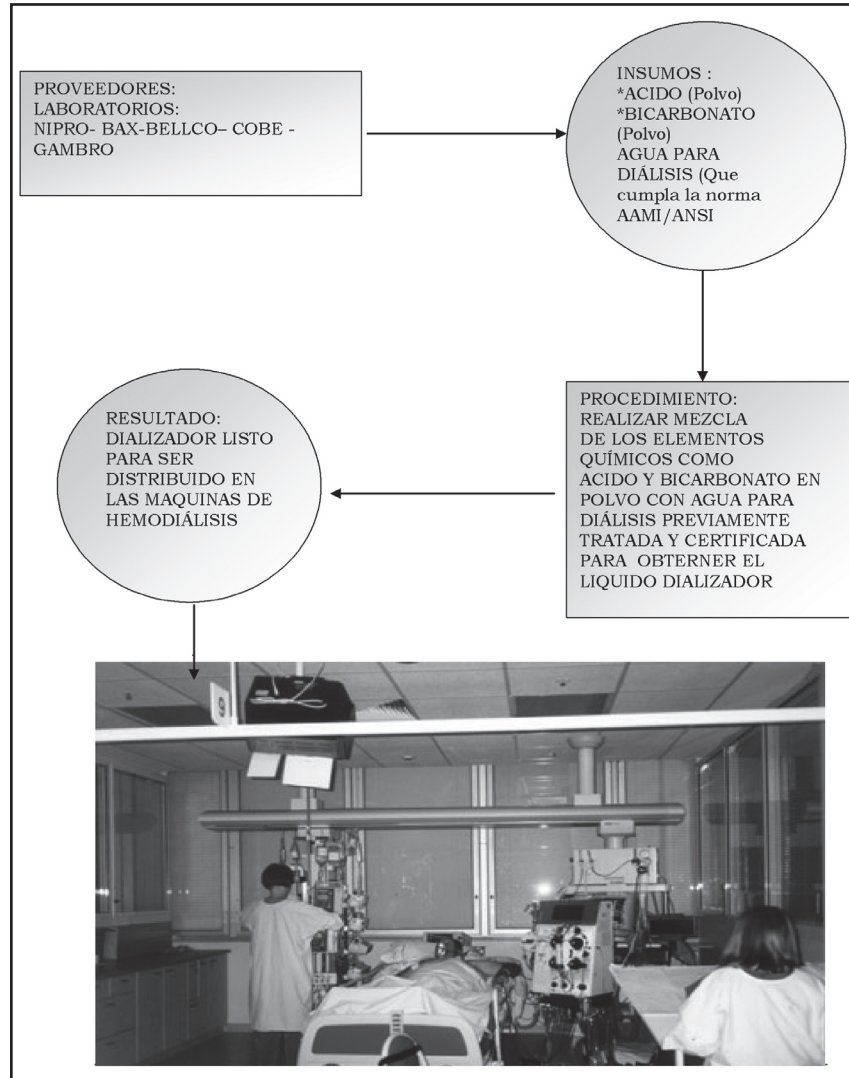 PROVEEDORES:
LABORATORIOS:
NIPRO- BAX-BELLCO– COBE -
GAMBRO
INSUMOS :
*ACIDO (Polvo)
*BICARBONATO
(Polvo)
AGUA PARA
DIÁLISIS (Que
cumpla la norma
AAMI/ANSI
PROCEDIMIENTO:
REALIZAR MEZCLA
DE LOS ELEMENTOS
QUÍMICOS COMO
ACIDO Y BICARBONATO EN
POLVO CON AGUA PARA
DIÁLISIS PREVIAMENTE
TRATADA Y CERTIFICADA
PARA OBTERNER EL
LIQUIDO DIALIZADOR
RESULTADO:
DIALIZADOR LISTO
PARA SER
DISTRIBUIDO EN
LAS MAQUINAS DE
HEMODIÁLISIS
9